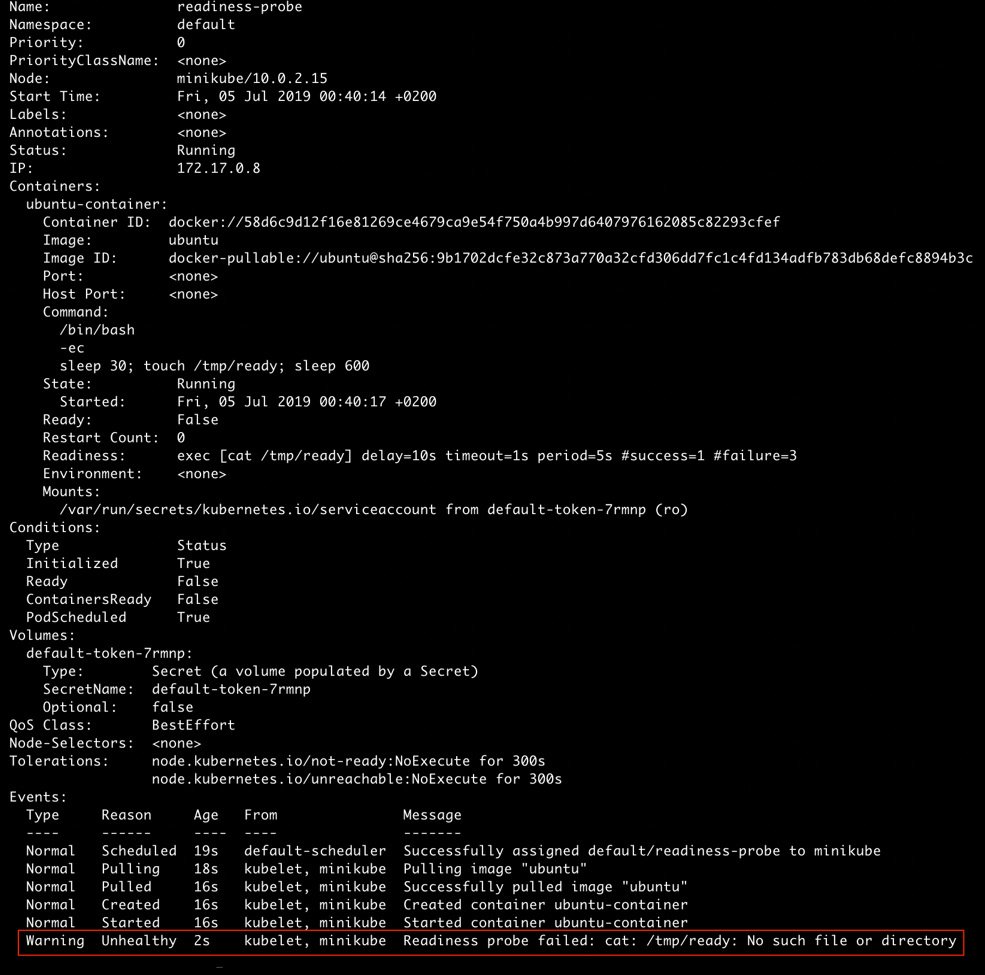 Name: readiness-probe
Namespace: default
Priority: 0
PriorityClassName: <none>
Node: minikube/10.0.2.15
Start Time: Fri, 05 Jul 2019 00:40:14 +0200
Labels: <none>
Annotations: <none>
Status: Running
IP: 172.17.0.8
Containers:
  ubuntu-container:
    Container ID: docker://58d6c9d12f16e81269ce4679ca9e54f750a4b997d6407976162085c82293cfef
    Image: ubuntu
    Image ID: docker-pullable://ubuntu@sha256:9b1702dcfe32c873a770a32cfd306dd7fc1c4fd134adfb783db68defc8894b3c
    Port: <none>
    Host Port: <none>
    Command:
      /bin/bash
      -ec
      sleep 30; touch /tmp/ready; sleep 600
    State: Running
      Started: Fri, 05 Jul 2019 00:40:17 +0200
    Ready: False
    Restart Count: 0
    Readiness: exec [cat /tmp/ready] delay=10s timeout=1s period=5s #success=1 #failure=3
    Environment: <none>
    Mounts:
      /var/run/secrets/kubernetes.io/serviceaccount from default-token-7rmnp (ro)
Conditions:
  Type Status
  Initialized True
  Ready False
  ContainersReady False
  PodScheduled True
Volumes:
  default-token-7rmnp:
    Type: Secret (a volume populated by a Secret)
    SecretName: default-token-7rmnp
    Optional: false
QoS Class: BestEffort
Node-Selectors: <none>
Tolerations: node.kubernetes.io/not-ready:NoExecute for 300s
             node.kubernetes.io/unreachable:NoExecute for 300s
Events:
  Type Reason Age From Message
  ---- ------ ---- ---- -------
  Normal Scheduled 19s default-scheduler Successfully assigned default/readiness-probe to minikube
  Normal Pulling 18s kubelet, minikube Pulling image "ubuntu"
  Normal Pulled 16s kubelet, minikube Successfully pulled image "ubuntu"
  Normal Created 16s kubelet, minikube Created container ubuntu-container
  Normal Started 16s kubelet, minikube Started container ubuntu-container
  Warning Unhealthy 2s kubelet, minikube Readiness probe failed: cat: /tmp/ready: No such file or directory